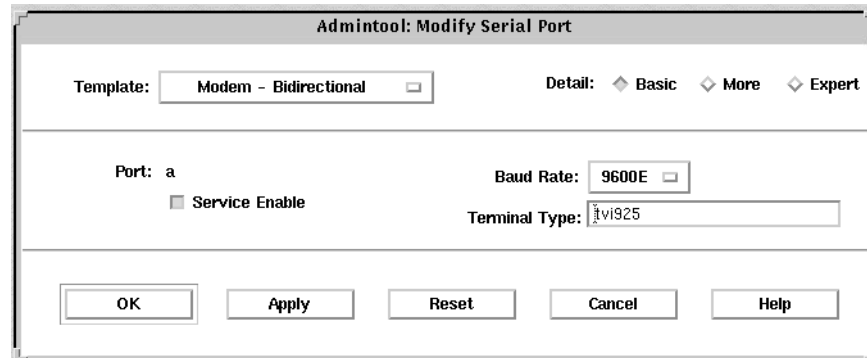 Admintool: Modify Serial Port
Template: Modem - Bidirectional Detail: Basic More Expert
Port: a Baud Rate: 9600E
Service Enable
Terminal Type: tvi925
OK Apply Reset Cancel Help